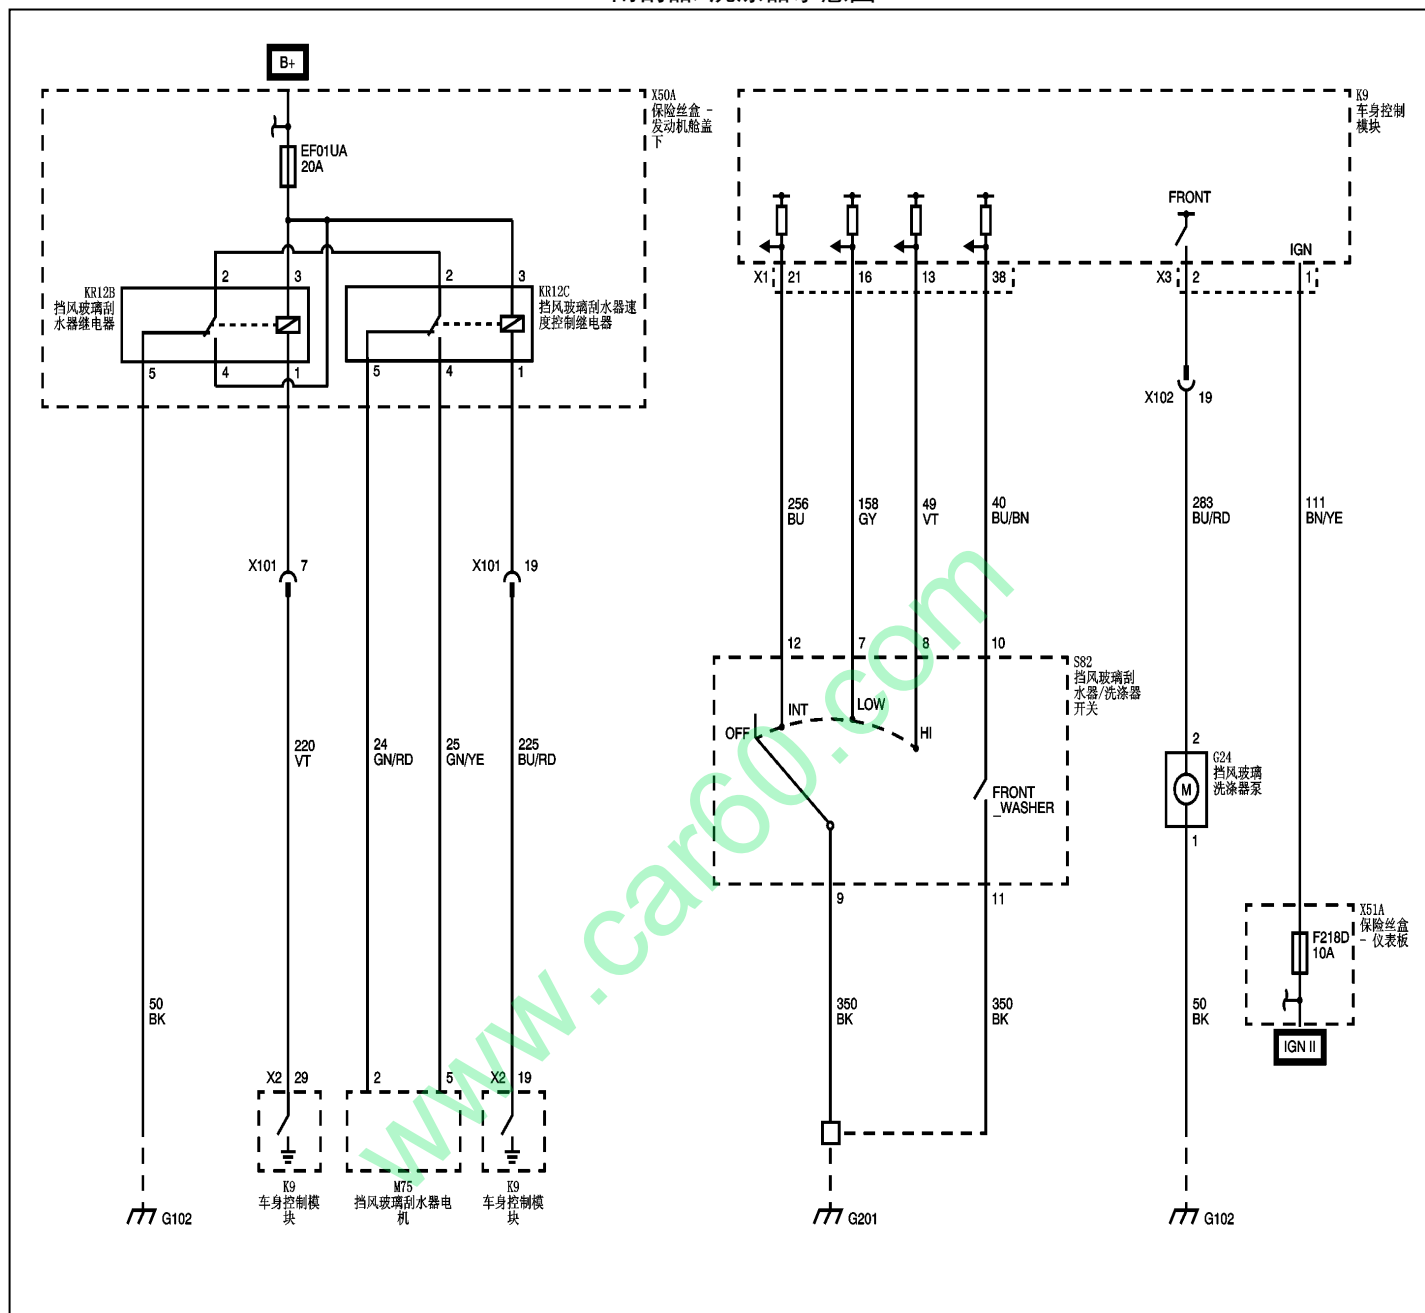 B+
X50A
保险丝盒 -
发动机舱盖
下
EF01UA
20A
2
3
2
3
KR12B
挡风玻璃刮
水器继电器
KR12C
挡风玻璃刮水器速
度控制继电器
5
4
1
5
4
1
K9
车身控制
模块
FRONT
IGN
X1
21
16
13
38
X3
2
1
X102
19
256
BU
158
GY
49
VT
40
BU/BN
283
BU/RD
111
BN/YE
X101
7
X101
19
12
7
8
10
S82
挡风玻璃刮
水器/洗涤器
开关
INT
LOW
OFF
HI
FRONT
_WASHER
220
VT
24
GN/RD
25
GN/YE
225
BU/RD
2
G24
挡风玻璃
洗涤器泵
M
1
9
11
X51A
保险丝盒
- 仪表板
F218D
10A
IGN II
50
BK
350
BK
350
BK
50
BK
X2
29
2
5
X2
19
K9
车身控制模
块
M75
挡风玻璃刮水器电
机
K9
车身控制模
块
G102
G201
G102
www.car60.com